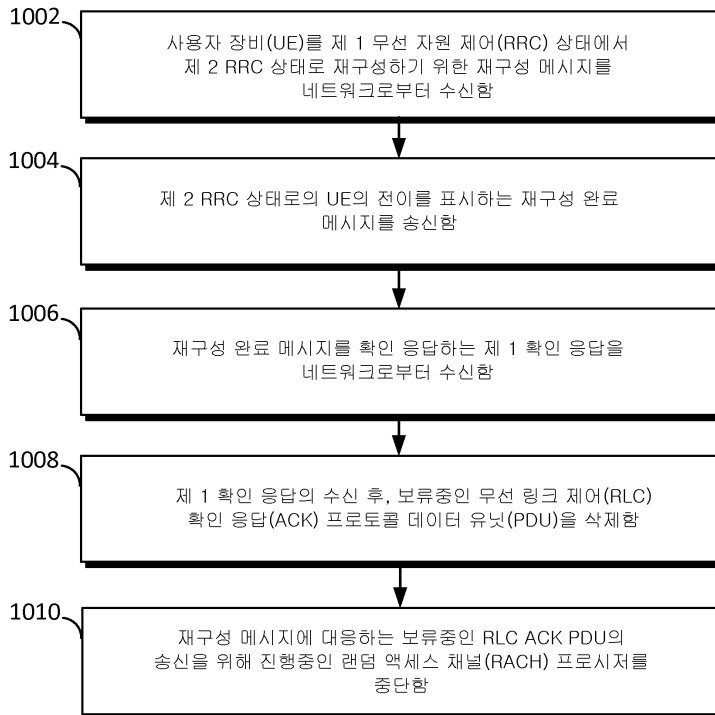 1002
사용자 장비(UE)를 제 1 무선 자원 제어(RRC) 상태에서
제 2 RRC 상태로 재구성하기 위한 재구성 메시지를
네트워크로부터 수신함
1004
제 2 RRC 상태로의 UE의 전이를 표시하는 재구성 완료
메시지를 송신함
1006
재구성 완료 메시지를 확인 응답하는 제 1 확인 응답을
네트워크로부터 수신함
1008
제 1 확인 응답의 수신 후, 보류중인 무선 링크 제어(RLC)
확인 응답(ACK) 프로토콜 데이터 유닛(PDU)을 삭제함
1010
재구성 메시지에 대응하는 보류중인 RLC ACK PDU의
송신을 위해 진행중인 랜덤 액세스 채널(RACH) 프로시저를
중단함